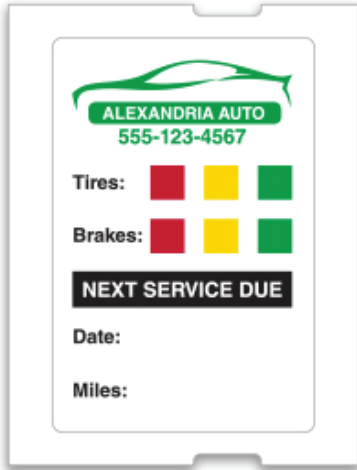 ALEXANDRIA AUTO
555-123-4567
Tires:
Brakes:
NEXT SERVICE DUE
Date:
Miles: